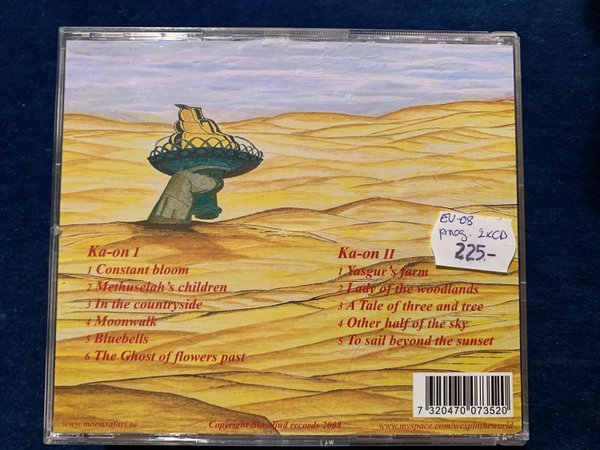 EU-08
prog. 2xCD
225.-
Ka-on I
1 Constant bloom
2 Methuselah's children
3 In the countryside
4 Moonwalk
5 Bluebells
6 The Ghost of flowers past
Ka-on II
1 Yasgur's farm
2 Lady of the woodlands
3 A Tale of three and tree
4 Other half of the sky
5 To sail beyond the sunset
7 320470 073520
www.moonsafari.se
Copyright Blomljud records 2008
www.myspace.com/wespintheworld